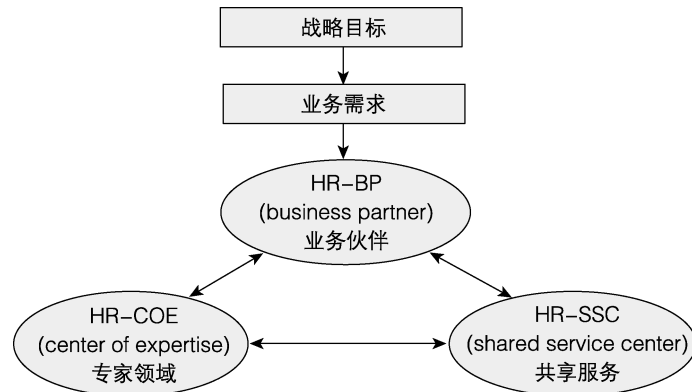 战略目标
业务需求
HR-BP
(business partner)
业务伙伴
HR-COE
(center of expertise)
专家领域
HR-SSC
(shared service center)
共享服务